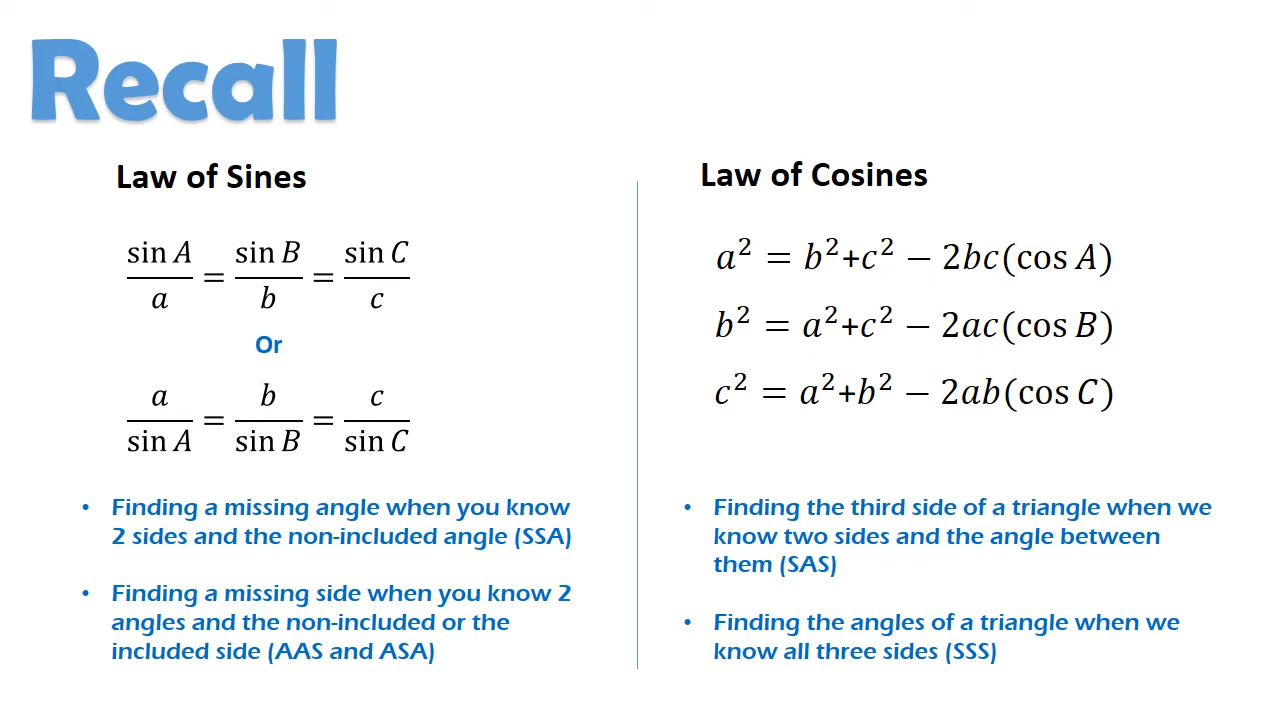 Recall
Law of Sines
sin A / a = sin B / b = sin C / c
Or
a / sin A = b / sin B = c / sin C
• Finding a missing angle when you know
2 sides and the non-included angle (SSA)
• Finding a missing side when you know 2
angles and the non-included or the
included side (AAS and ASA)
Law of Cosines
a² = b²+c² − 2bc(cos A)
b² = a²+c² − 2ac(cos B)
c² = a²+b² − 2ab(cos C)
• Finding the third side of a triangle when we
know two sides and the angle between
them (SAS)
• Finding the angles of a triangle when we
know all three sides (SSS)